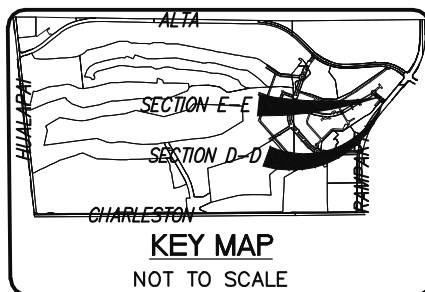 ALTA
HUALAPAI
SECTION E-E
SECTION D-D
RAMPART
CHARLESTON
KEY MAP
NOT TO SCALE